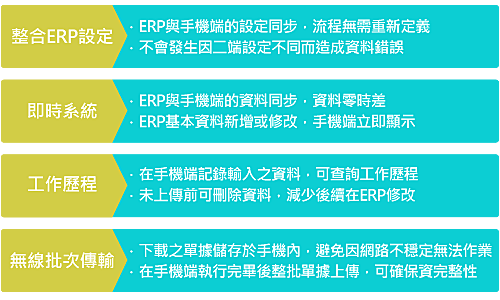 整合ERP設定
· ERP與手機端的設定同步，流程無需重新定義
· 不會發生因二端設定不同而造成資料錯誤
即時系統
· ERP與手機端的資料同步，資料零時差
· ERP基本資料新增或修改，手機端立即顯示
工作歷程
· 在手機端記錄輸入之資料，可查詢工作歷程
· 未上傳前可刪除資料，減少後續在ERP修改
無線批次傳輸
· 下載之單據儲存於手機內，避免因網路不穩定無法作業
· 在手機端執行完畢後整批單據上傳，可確保資完整性